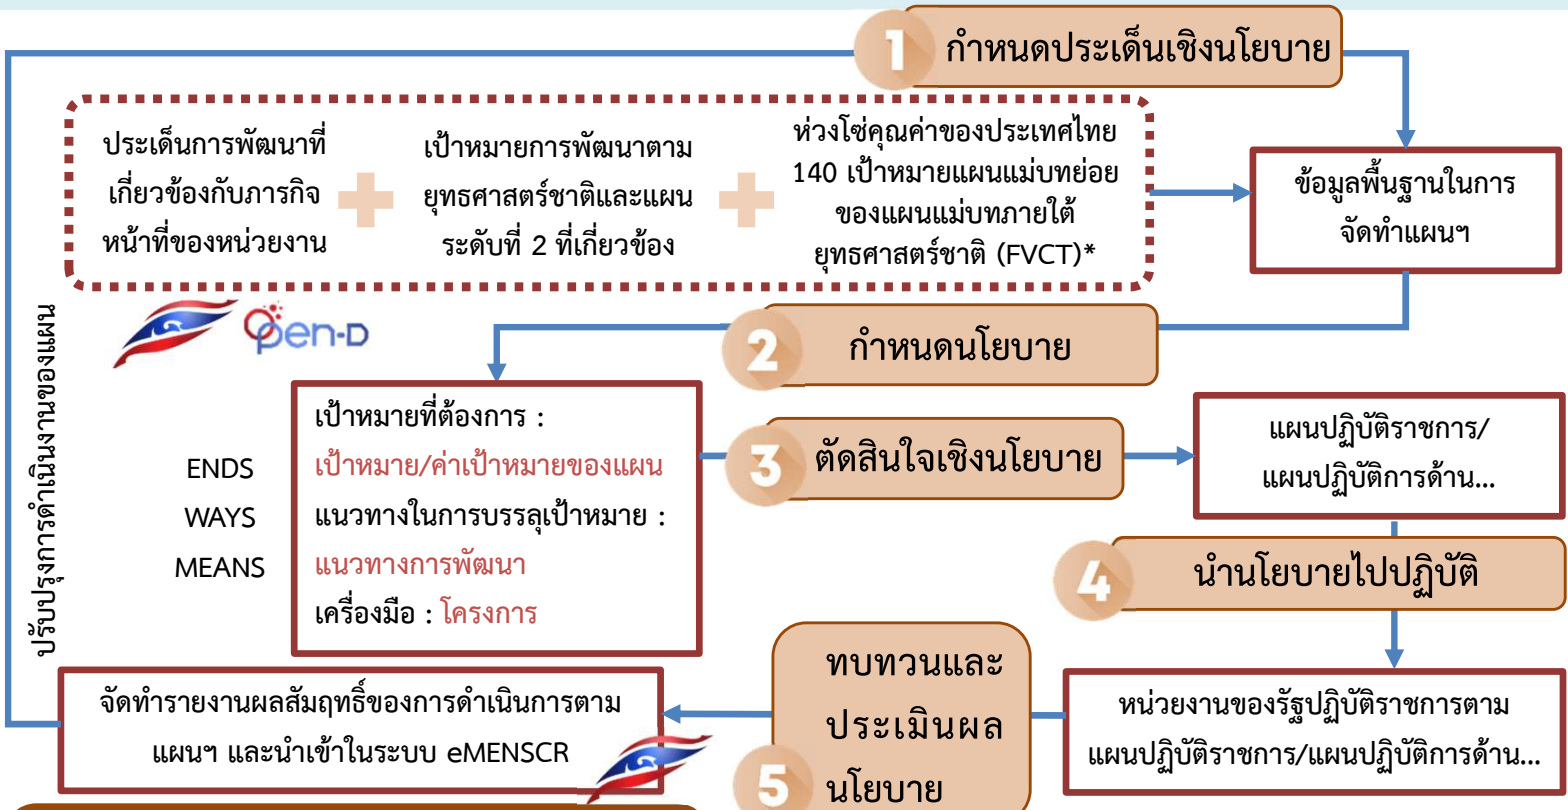 1
กำหนดประเด็นเชิงนโยบาย
ประเด็นการพัฒนาที่
เกี่ยวข้องกับภารกิจ
หน้าที่ของหน่วยงาน
เป้าหมายการพัฒนาตาม
ยุทธศาสตร์ชาติและแผน
ระดับที่ 2 ที่เกี่ยวข้อง
ห่วงโซ่คุณค่าของประเทศไทย
140 เป้าหมายแผนแม่บทย่อย
ของแผนแม่บทภายใต้
ยุทธศาสตร์ชาติ (FVCT)*
ข้อมูลพื้นฐานในการ
จัดทำแผนฯ
Open-D
2
กำหนดนโยบาย
ENDS
WAYS
MEANS
เป้าหมายที่ต้องการ :
เป้าหมาย/ค่าเป้าหมายของแผน
แนวทางในการบรรลุเป้าหมาย :
แนวทางการพัฒนา
เครื่องมือ : โครงการ
3
ตัดสินใจเชิงนโยบาย
แผนปฏิบัติราชการ/
แผนปฏิบัติการด้าน...
4
นำนโยบายไปปฏิบัติ
หน่วยงานของรัฐปฏิบัติราชการตาม
แผนปฏิบัติราชการ/แผนปฏิบัติการด้าน...
5
ทบทวนและ
ประเมินผล
นโยบาย
จัดทำรายงานผลสัมฤทธิ์ของการดำเนินการตาม
แผนฯ และนำเข้าในระบบ eMENSCR
ปรับปรุงการดำเนินงานของแผน